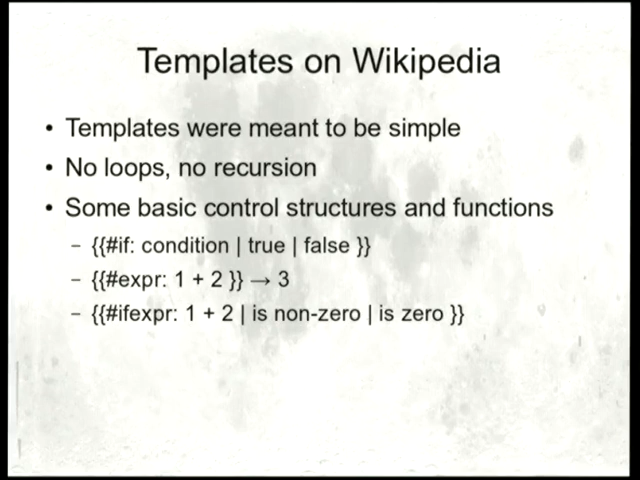 Templates on Wikipedia
• Templates were meant to be simple
• No loops, no recursion
• Some basic control structures and functions
– {{#if: condition | true | false }}
– {{#expr: 1 + 2 }} → 3
– {{#ifexpr: 1 + 2 | is non-zero | is zero }}